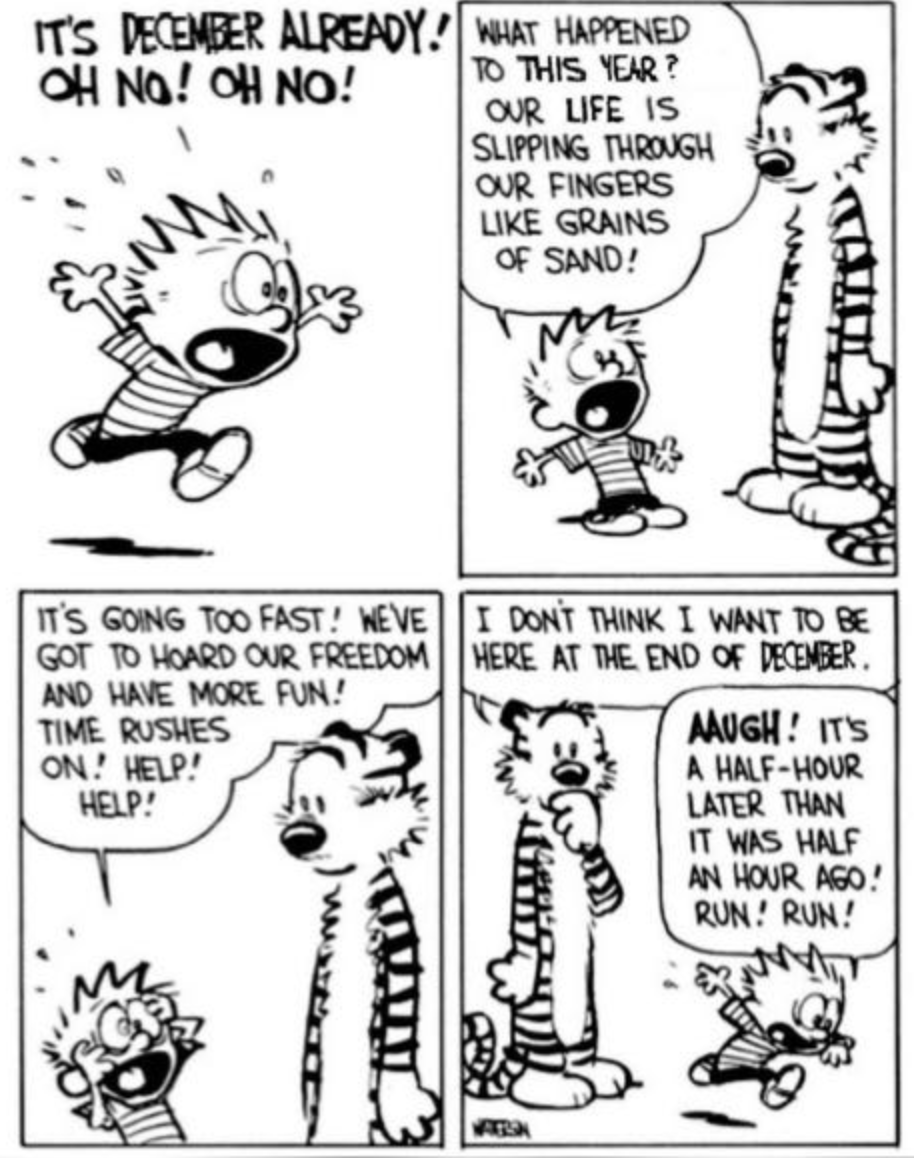 IT'S DECEMBER ALREADY!
OH NO! OH NO!
WHAT HAPPENED
TO THIS YEAR?
OUR LIFE IS
SLIPPING THROUGH
OUR FINGERS
LIKE GRAINS
OF SAND!
IT'S GOING TOO FAST! WE'VE
GOT TO HOARD OUR FREEDOM
AND HAVE MORE FUN!
TIME RUSHES
ON! HELP!
HELP!
I DON'T THINK I WANT TO BE
HERE AT THE END OF DECEMBER.
AAUGH! IT'S
A HALF-HOUR
LATER THAN
IT WAS HALF
AN HOUR AGO!
RUN! RUN!
WATTERSON